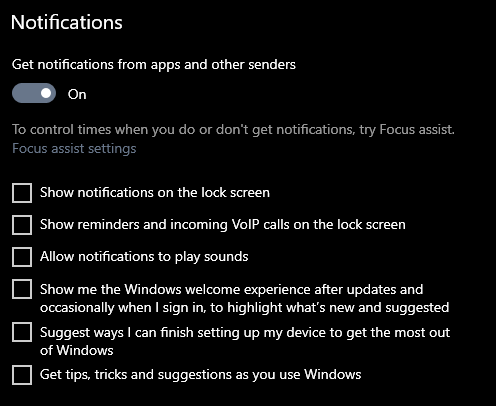 Notifications
Get notifications from apps and other senders
On
To control times when you do or don't get notifications, try Focus assist.
Focus assist settings
Show notifications on the lock screen
Show reminders and incoming VoIP calls on the lock screen
Allow notifications to play sounds
Show me the Windows welcome experience after updates and
occasionally when I sign in, to highlight what's new and suggested
Suggest ways I can finish setting up my device to get the most out
of Windows
Get tips, tricks and suggestions as you use Windows